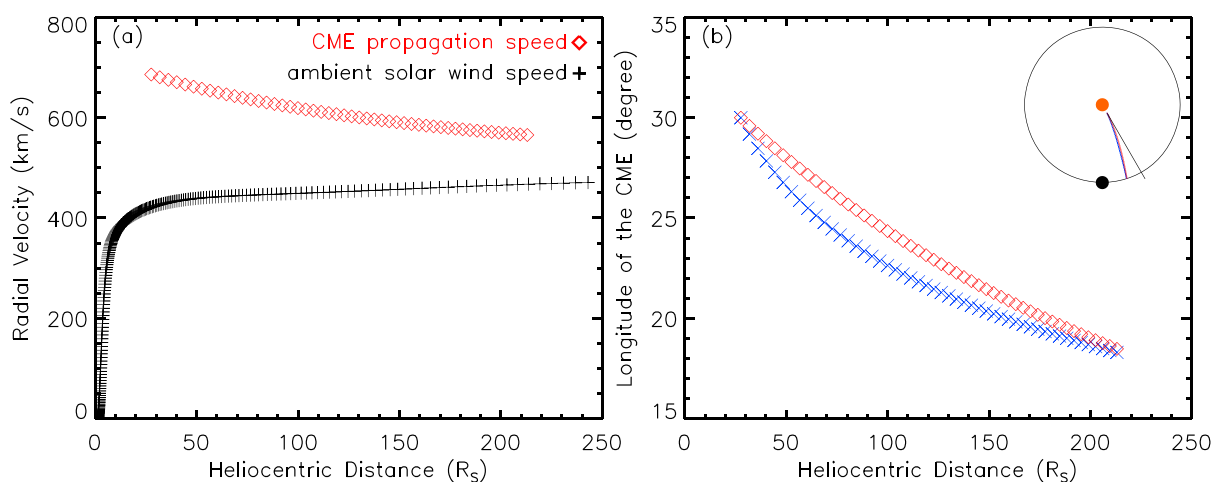 (a)
CME propagation speed
ambient solar wind speed
Radial Velocity (km/s)
800
600
400
200
0
0 50 100 150 200 250
Heliocentric Distance (RS)
(b)
Longitude of the CME (degree)
35
30
25
20
15
0 50 100 150 200 250
Heliocentric Distance (RS)